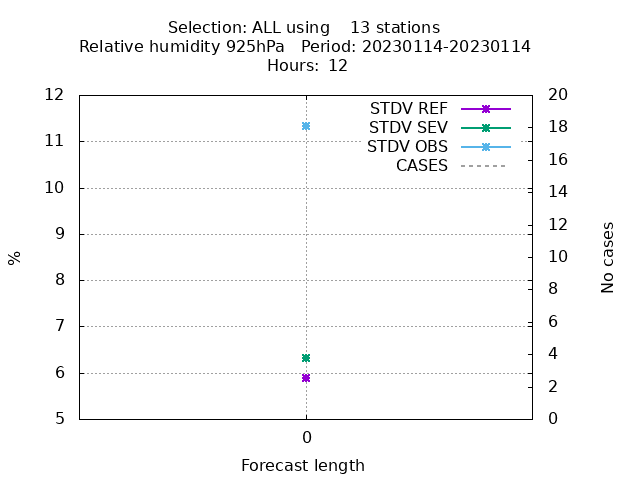 Selection: ALL using    13 stations
Relative humidity 925hPa   Period: 20230114-20230114
Hours:  12
STDV REF
STDV SEV
STDV OBS
CASES
12
11
10
9
8
7
6
5
%
20
18
16
14
12
10
8
6
4
2
0
No cases
0
Forecast length